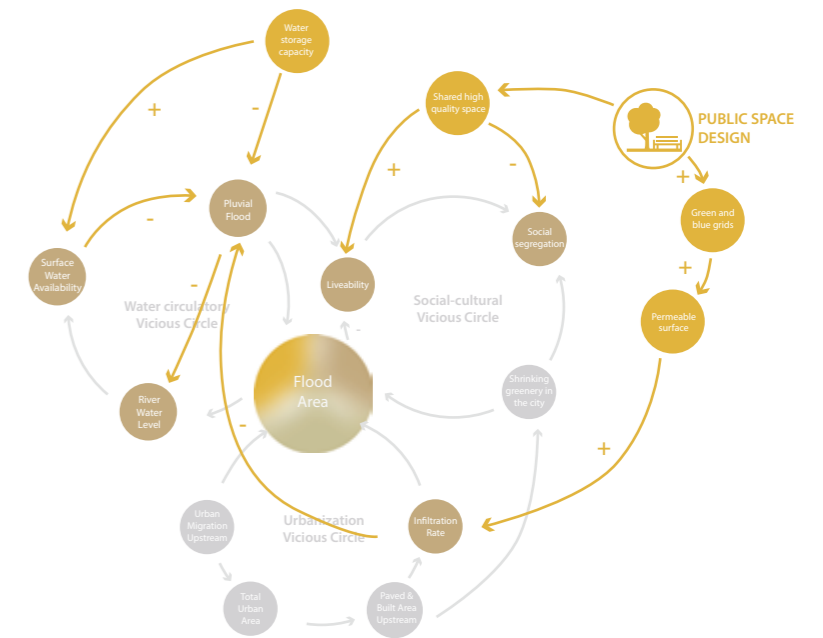 Water
storage
capacity
+
-
Shared high
quality space
PUBLIC SPACE
DESIGN
+
-
+
Pluvial
Flood
-
Green and
blue grids
Social
segregation
Surface
Water
Availability
+
-
Liveability
Water circulatory
Vicious Circle
Social-cultural
Vicious Circle
Permeable
surface
-
Flood
Area
Shrinking
greenery in
the city
River
Water
Level
-
+
Urban
Migration
Upstream
Urbanization
Vicious Circle
Infiltration
Rate
Total
Urban
Area
Paved &
Built Area
Upstream